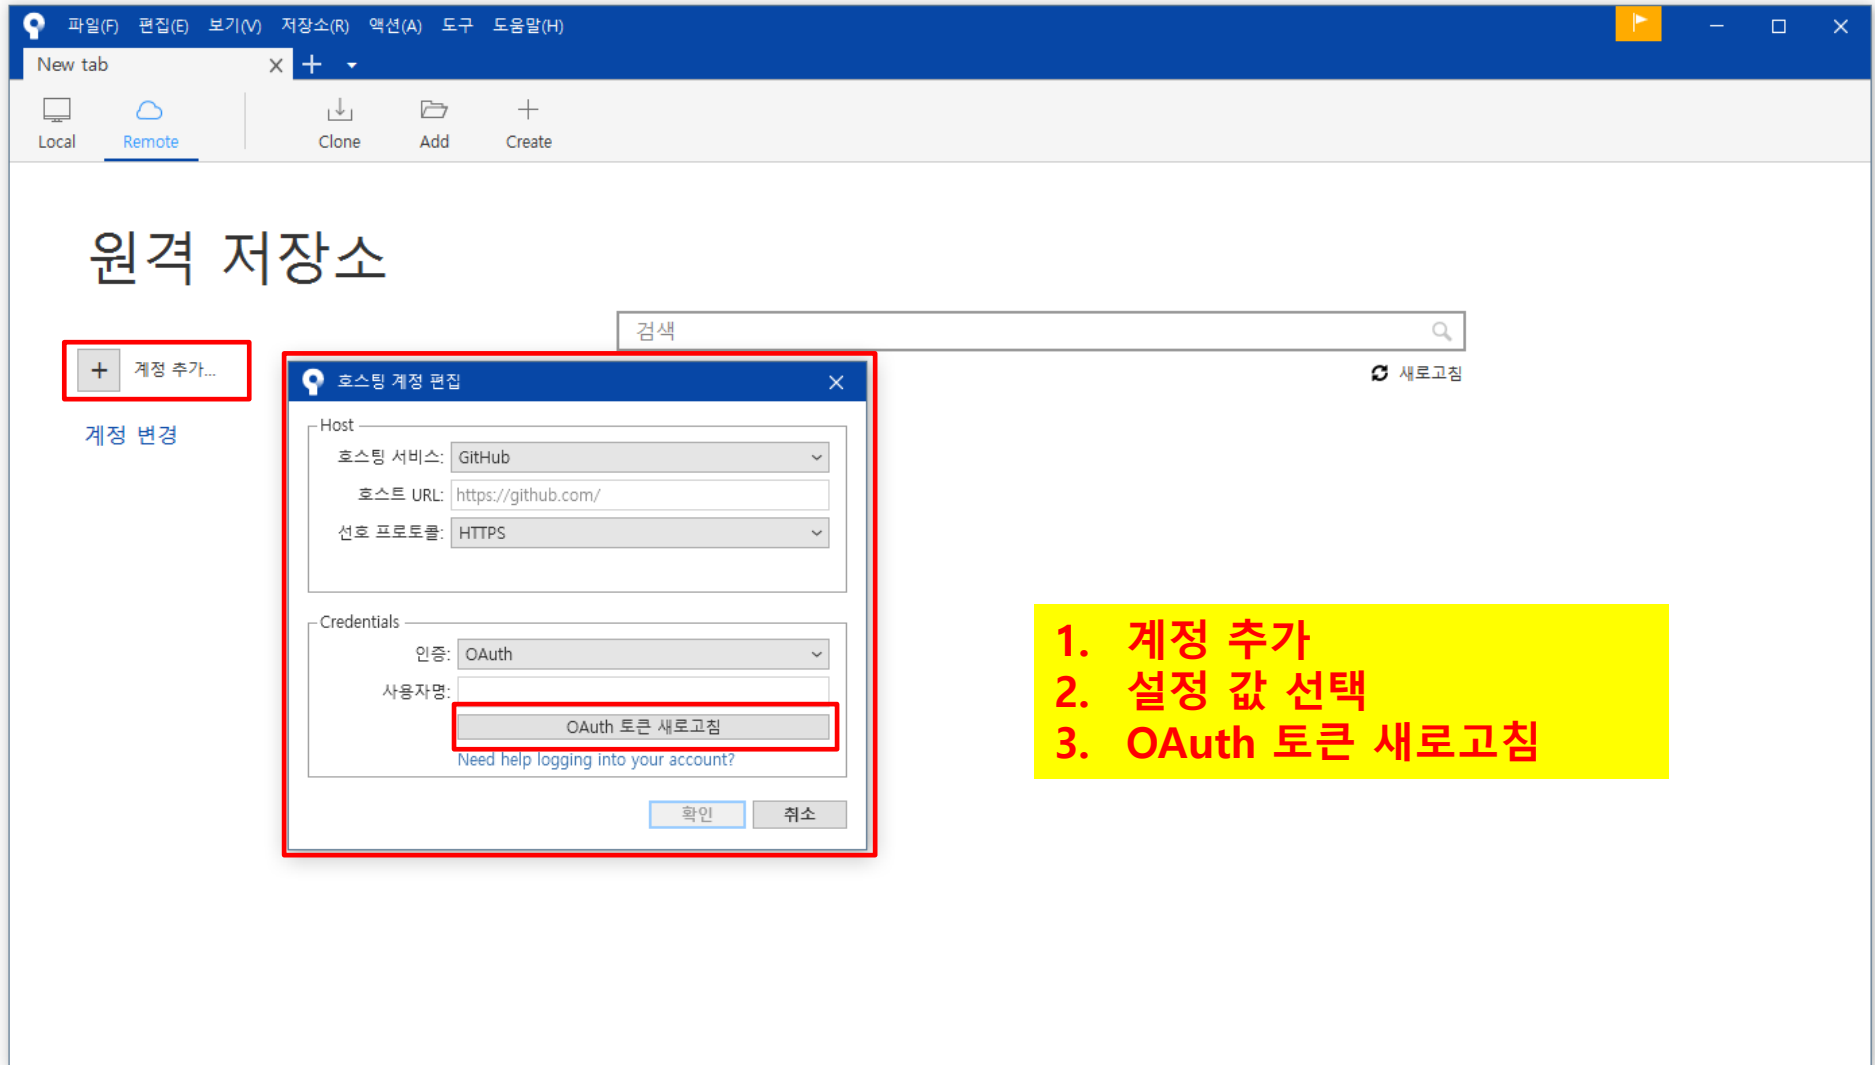 파일(F) 편집(E) 보기(V) 저장소(R) 액션(A) 도구 도움말(H)
New tab
Local Remote Clone Add Create
원격 저장소
검색
계정 추가...
새로고침
계정 변경
호스팅 계정 편집
Host
호스팅 서비스: GitHub
호스트 URL: https://github.com/
선호 프로토콜: HTTPS
Credentials
인증: OAuth
사용자명:
OAuth 토큰 새로고침
Need help logging into your account?
확인 취소
1. 계정 추가
2. 설정 값 선택
3. OAuth 토큰 새로고침